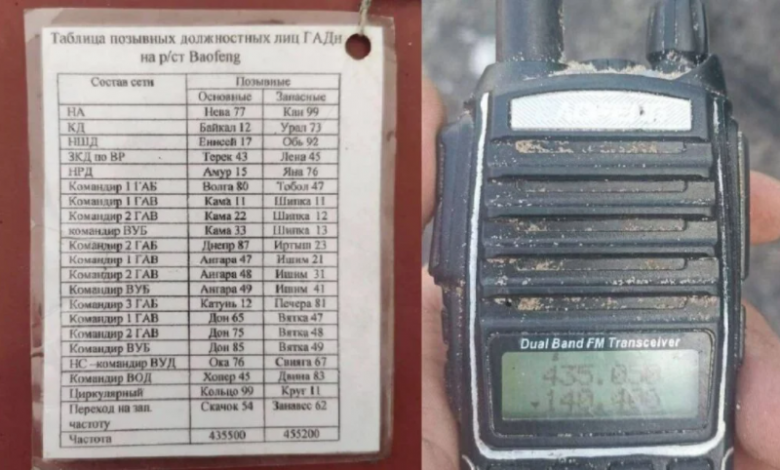 Таблица позывных должностных лиц ГАДн
на р/ст Baofeng
Состав сети Позывные
Основные Запасные
НА Нева 77 Кан 99
КД Байкал 12 Урал 73
НШД Енисей 17 Обь 92
ЗКД по ВР Терек 43 Лена 45
НРД Амур 15 Яна 76
Командир 1 ГАБ Волга 80 Тобол 47
Командир 1 ГАВ Кама 11 Шипка 11
Командир 2 ГАВ Кама 22 Шипка 12
командир ВУБ Кама 33 Шипка 13
Командир 2 ГАБ Днепр 87 Иртыш 23
Командир 1 ГАВ Ангара 47 Ишим 21
Командир 2 ГАВ Ангара 48 Ишим 31
Командир ВУБ Ангара 49 Ишим 41
Командир 3 ГАБ Катунь 12 Печера 81
Командир 1 ГАВ Дон 65 Вятка 47
Командир 2 ГАВ Дон 75 Вятка 48
Командир ВУБ Дон 85 Вятка 49
НС –командир ВУД Ока 76 Свияга 67
Командир ВОД Хопер 45 Двина 83
Циркулярный Кольцо 99 Круг 11
Переход на зап. Скачок 54 Занавес 62
частоту
Частота 435500 455200
Dual Band FM Transceiver